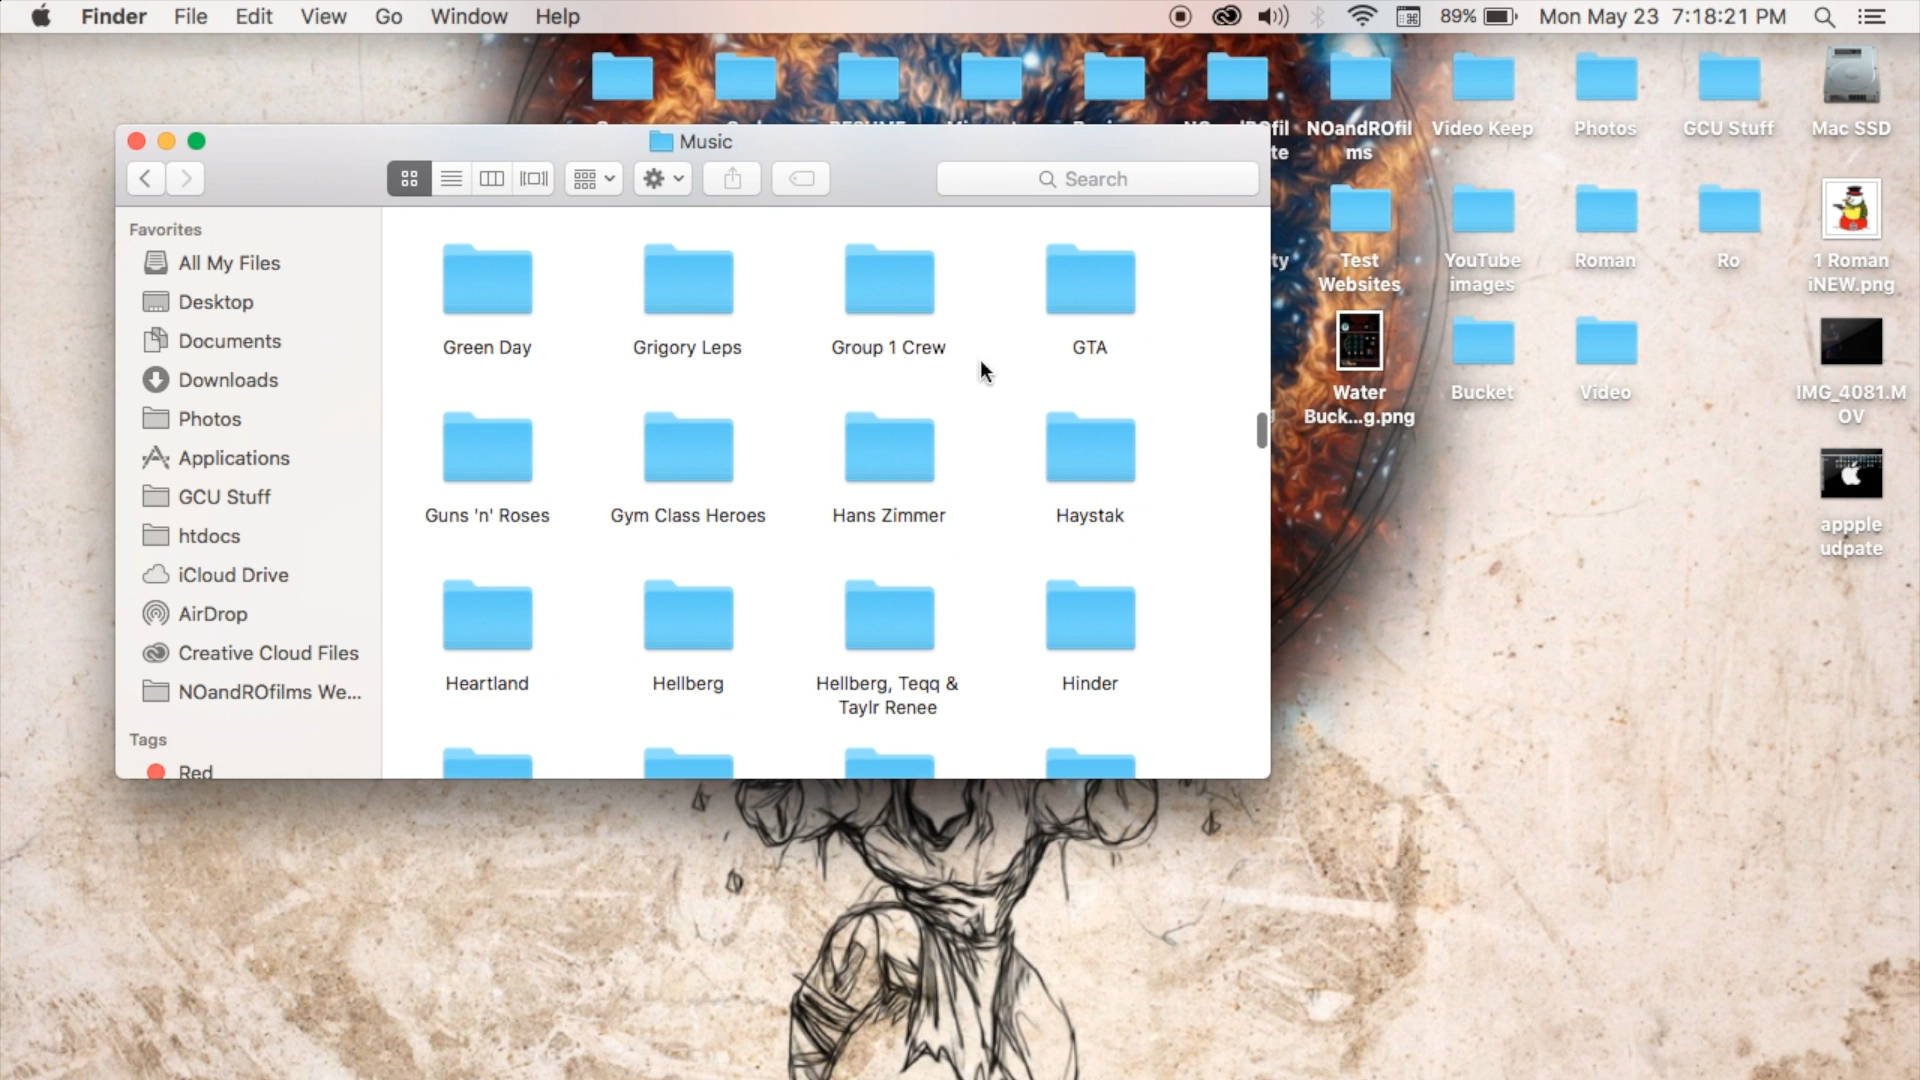 Finder File Edit View Go Window Help 89% Mon May 23 7:18:21 PM
NOandROfil
ms
Video Keep
Photos
GCU Stuff
Mac SSD
Test
Websites
YouTube
images
Roman
Ro
1 Roman
iNEW.png
Water
Buck...g.png
Bucket
Video
IMG_4081.M
OV
appple
udpate
Music
Search
Favorites
All My Files
Desktop
Documents
Downloads
Photos
Applications
GCU Stuff
htdocs
iCloud Drive
AirDrop
Creative Cloud Files
NOandROfilms We...
Tags
Red
Green Day
Grigory Leps
Group 1 Crew
GTA
Guns 'n' Roses
Gym Class Heroes
Hans Zimmer
Haystak
Heartland
Hellberg
Hellberg, Teqq &
Taylr Renee
Hinder